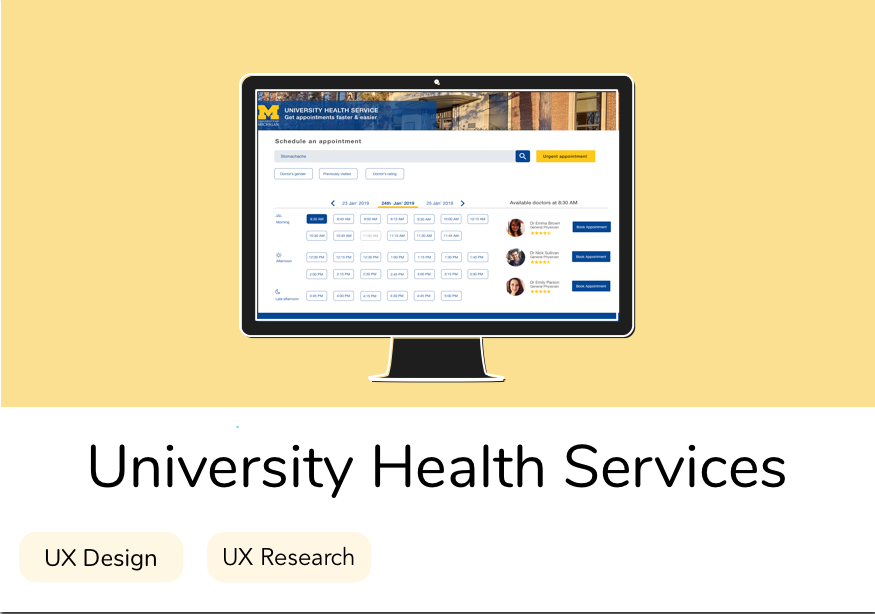 M
MICHIGAN
UNIVERSITY HEALTH SERVICE
Get appointments faster & easier
Schedule an appointment
Stomachache
Urgent appointment
Doctor's gender
Previously visited
Doctor's rating
23 Jan' 2019
24th Jan' 2019
25 Jan' 2019
Available doctors at 8:30 AM
Morning
8:30 AM
8:45 AM
9:00 AM
9:15 AM
9:30 AM
10:00 AM
10:15 AM
10:30 AM
10:45 AM
11:00 AM
11:15 AM
11:30 AM
11:45 AM
Dr Emma Brown
General Physician
Book Appointment
Afternoon
12:00 PM
12:15 PM
12:30 PM
1:00 PM
1:15 PM
1:30 PM
1:45 PM
2:00 PM
2:15 PM
2:30 PM
2:45 PM
3:00 PM
3:15 PM
Dr Nick Sullivan
General Physician
Book Appointment
Late afternoon
3:45 PM
4:00 PM
4:15 PM
4:30 PM
4:45 PM
5:00 PM
Dr Emily Parson
General Physician
Book Appointment
University Health Services
UX Design
UX Research